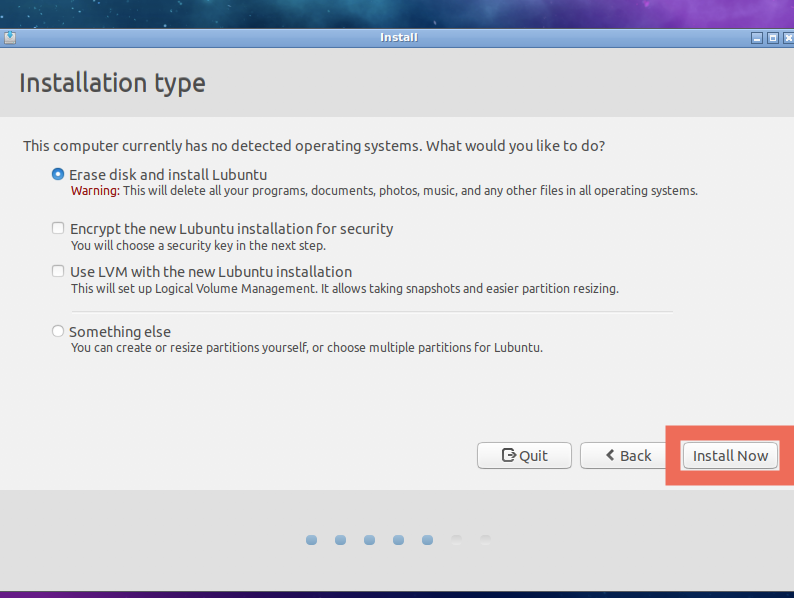 Install
Installation type
This computer currently has no detected operating systems. What would you like to do?
Erase disk and install Lubuntu
Warning: This will delete all your programs, documents, photos, music, and any other files in all operating systems.
Encrypt the new Lubuntu installation for security
You will choose a security key in the next step.
Use LVM with the new Lubuntu installation
This will set up Logical Volume Management. It allows taking snapshots and easier partition resizing.
Something else
You can create or resize partitions yourself, or choose multiple partitions for Lubuntu.
Quit Back Install Now